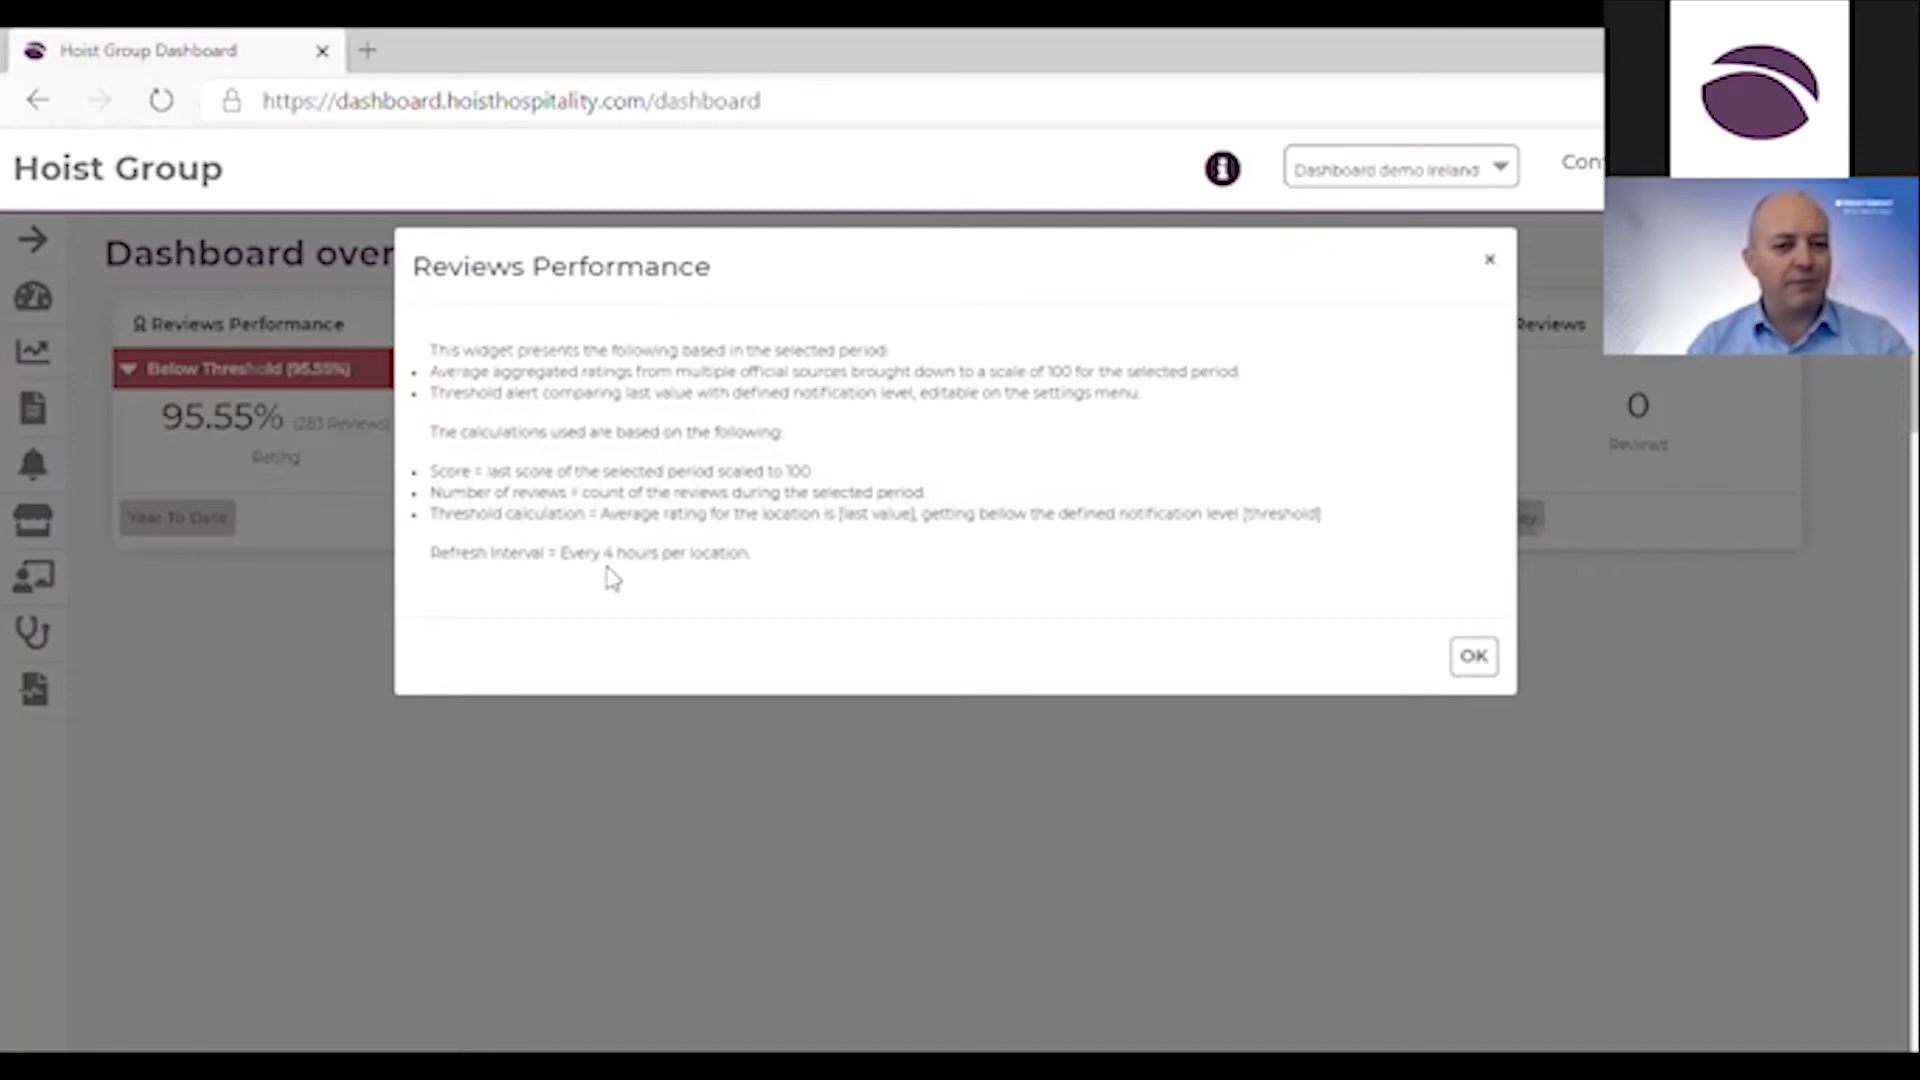 Hoist Group Dashboard
https://dashboard.hoisthospitality.com/dashboard
Hoist Group
Dashboard demo Ireland
Con
Dashboard over
Reviews Performance
Below Threshold (95.55%)
95.55% (283 Reviews)
Rating
Year To Date
Reviews Performance
This widget presents the following based in the selected period:
Average aggregated ratings from multiple official sources brought down to a scale of 100 for the selected period.
Threshold alert comparing last value with defined notification level, editable on the settings menu.
The calculations used are based on the following:
Score = last score of the selected period scaled to 100
Number of reviews = count of the reviews during the selected period.
Threshold calculation = Average rating for the location is [last value], getting bellow the defined notification level [threshold]
Refresh Interval = Every 4 hours per location.
OK
Reviews
0
Reviews